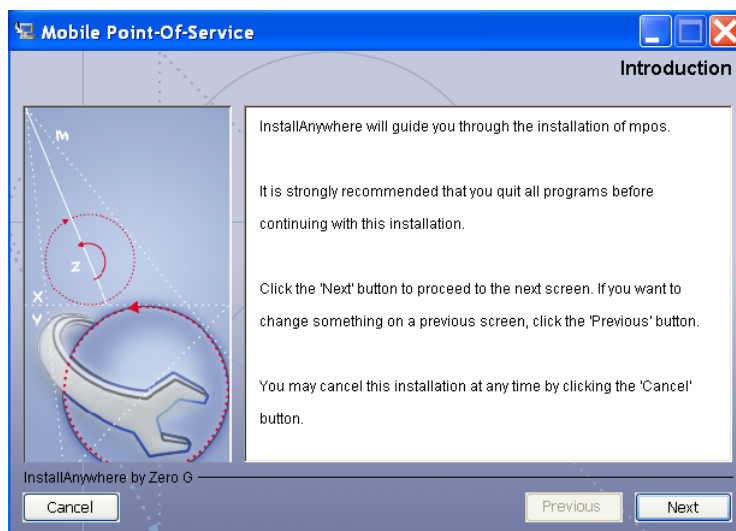 Mobile Point-Of-Service
Introduction
M
Z
X
Y
InstallAnywhere will guide you through the installation of mpos.
It is strongly recommended that you quit all programs before
continuing with this installation.
Click the 'Next' button to proceed to the next screen. If you want to
change something on a previous screen, click the 'Previous' button.
You may cancel this installation at any time by clicking the 'Cancel'
button.
InstallAnywhere by Zero G
Cancel
Previous
Next